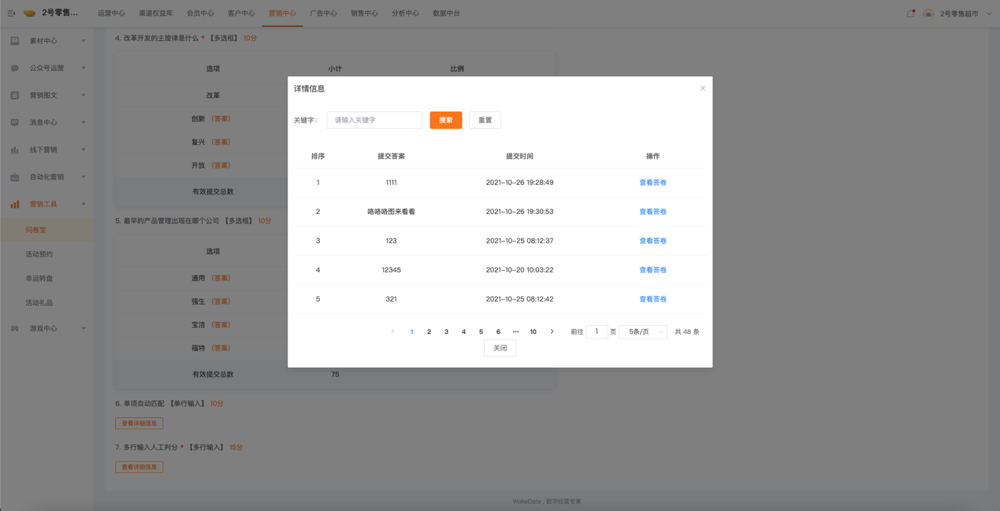 2号零售...
运营中心 渠道权益库 会员中心 客户中心 营销中心 广告中心 销售中心 分析中心 数据中台
2号零售超市
素材中心
公众号运营
营销图文
消息中心
线下营销
自动化营销
营销工具
问卷宝
活动预约
幸运转盘
活动礼品
游戏中心
4. 改革开发的主旋律是什么 * 【多选框】 10分
选项 小计 比例
改革
创新 （答案）
复兴 （答案）
开放 （答案）
有效提交总数
5. 最早的产品管理出现在哪个公司 【多选框】 10分
选项
通用 （答案）
强生 （答案）
宝洁 （答案）
福特 （答案）
有效提交总数 75
6. 单项自动匹配 【单行输入】 10分
查看详细信息
7. 多行输入人工判分 * 【多行输入】 15分
查看详细信息
详情信息
关键字： 请输入关键字 搜索 重置
排序 提交答案 提交时间 操作
1 1111 2021-10-26 19:28:49 查看答卷
2 咯咯咯图来看看 2021-10-26 19:30:53 查看答卷
3 123 2021-10-25 08:12:37 查看答卷
4 12345 2021-10-20 10:03:22 查看答卷
5 321 2021-10-25 08:12:42 查看答卷
1 2 3 4 5 6 ··· 10 前往 1 页 5条/页 共 48 条
关闭
WakeData，数字经营专家